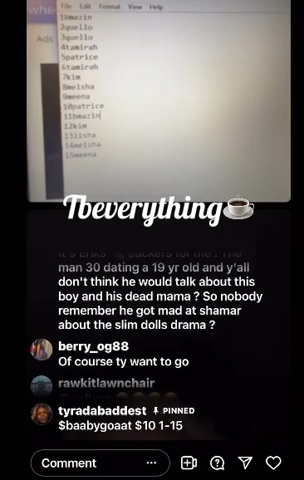 File Edit Format View Help
whe
Ads
1bmazin
2quello
3quello
4tamirah
5patrice
6tamirah
7kim
8meisha
9meena
10patrice
11bmazin
12kim
13lisha
14meisha
15meena
Tbeverything
man 30 dating a 19 yr old and y'all
don't think he would talk about this
boy and his dead mama ? So nobody
remember he got mad at shamar
about the slim dolls drama ?
berry_og88
Of course ty want to go
rawkitlawnchair
tyradabaddest PINNED
$baabygoaat $10 1-15
Comment